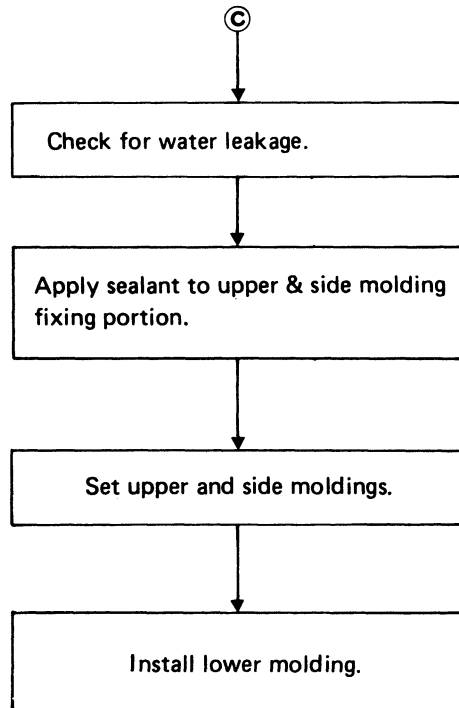 C
Check for water leakage.
Apply sealant to upper & side molding
fixing portion.
Set upper and side moldings.
Install lower molding.